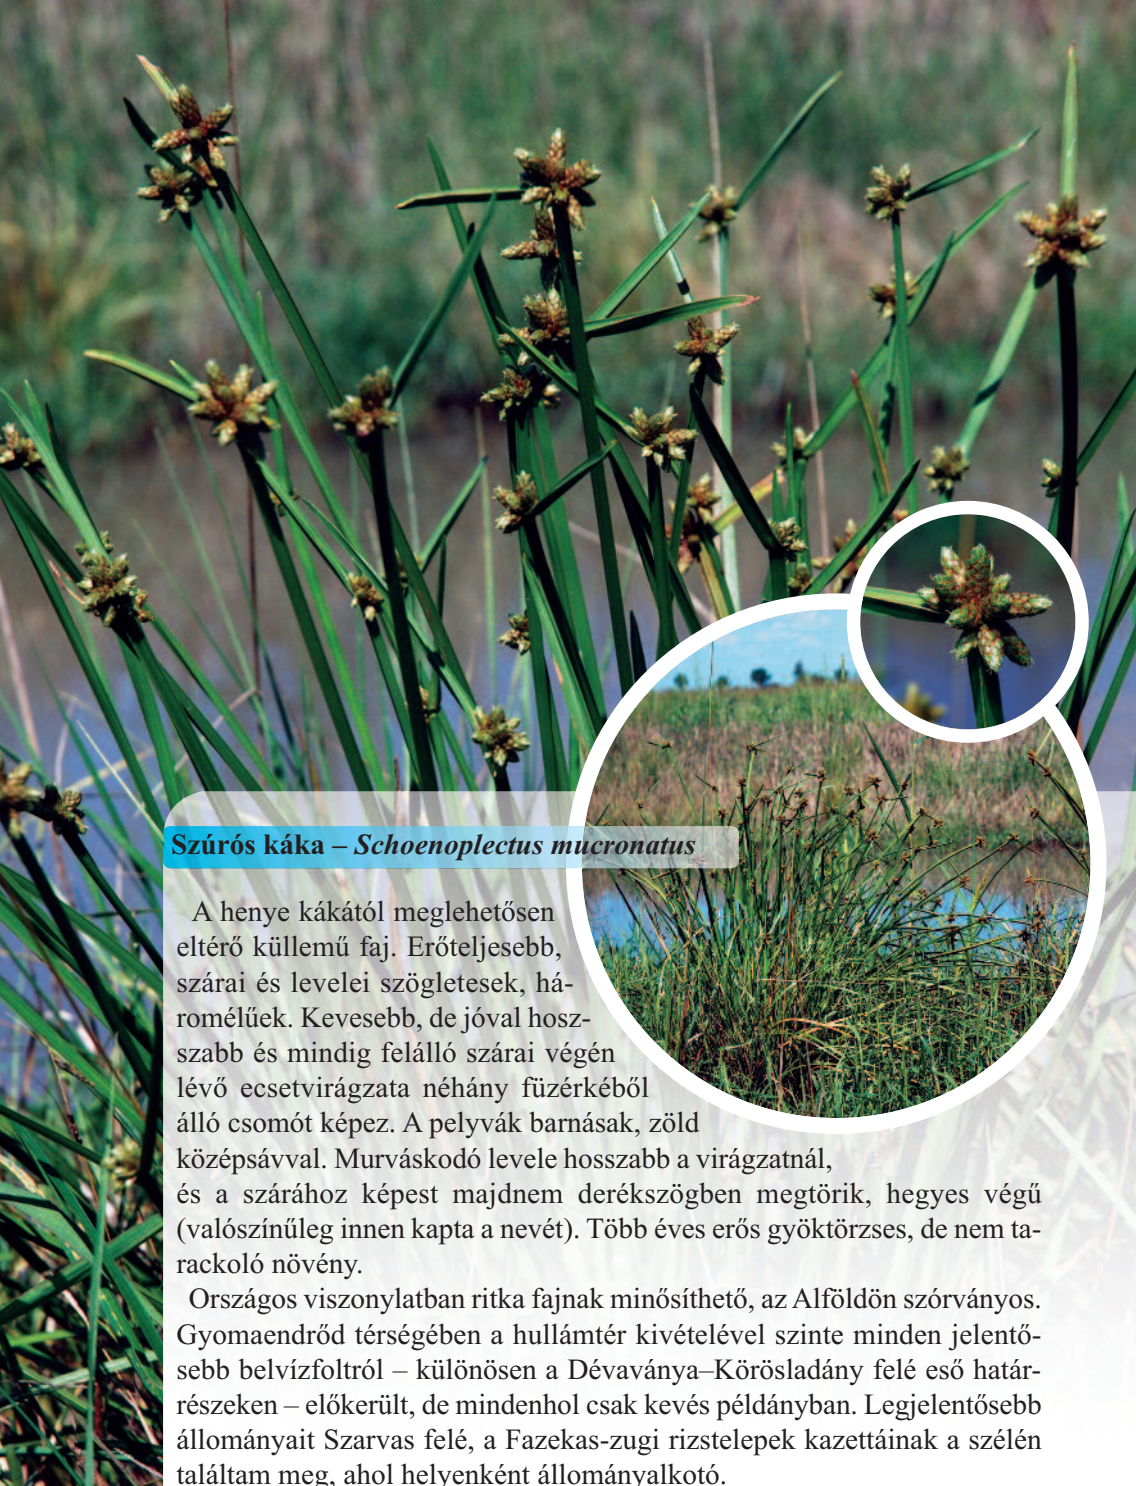 Szúrós káka – Schoenoplectus mucronatus
A henye kákától meglehetősen
eltérő küllemű faj. Erőteljesebb,
szárai és levelei szögletesek, há-
romélűek. Kevesebb, de jóval hosz-
szabb és mindig felálló szárai végén
lévő ecsetvirágzata néhány füzérkéből
álló csomót képez. A pelyvák barnásak, zöld
középsávval. Murváskodó levele hosszabb a virágzatnál,
és a szárához képest majdnem derékszögben megtörik, hegyes végű
(valószínűleg innen kapta a nevét). Több éves erős gyöktörzses, de nem ta-
rackoló növény.
Országos viszonylatban ritka fajnak minősíthető, az Alföldön szórványos.
Gyomaendrőd térségében a hullámtér kivételével szinte minden jelentő-
sebb belvízfoltról – különösen a Dévaványa–Körösladány felé eső határ-
részeken – előkerült, de mindenhol csak kevés példányban. Legjelentősebb
állományait Szarvas felé, a Fazekas-zugi rizstelepek kazettáinak a szélén
találtam meg, ahol helyenként állományalkotó.